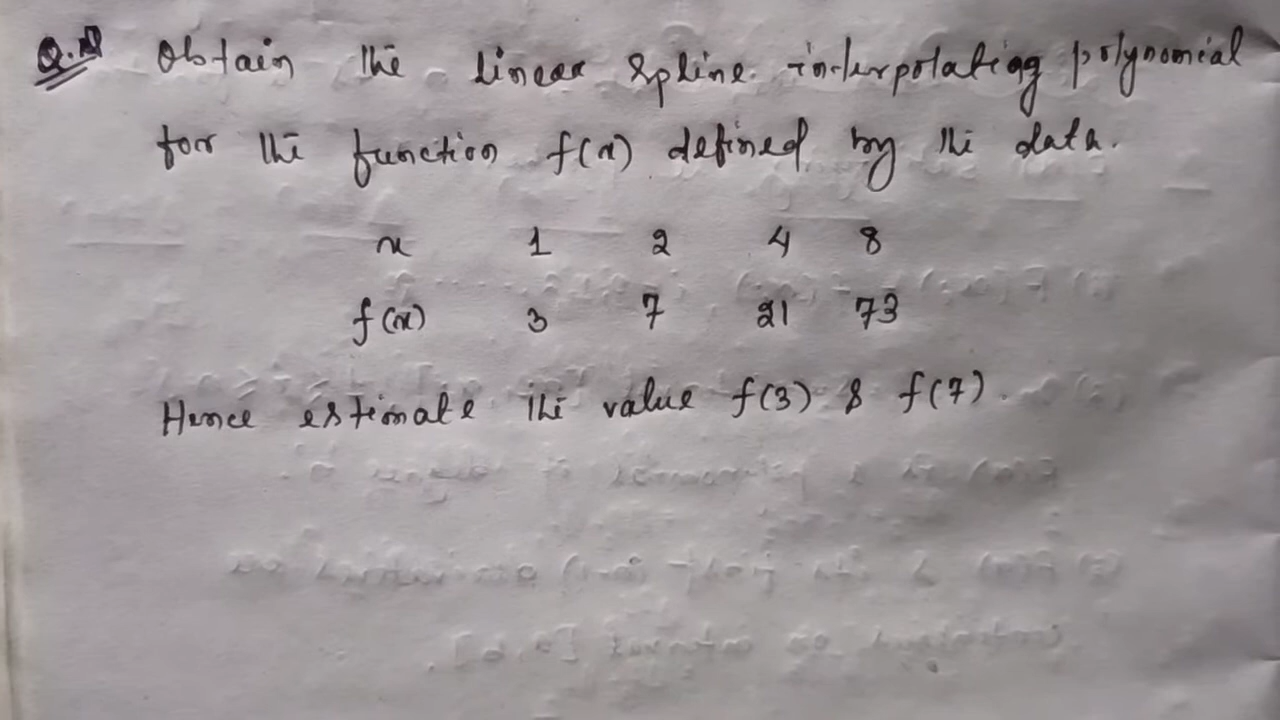 Obtain the linear spline interpolating polynomial
for the function f(x) defined by the data.
x 1 2 4 8
f(x) 3 7 21 73
Hence estimate the value f(3) & f(7).